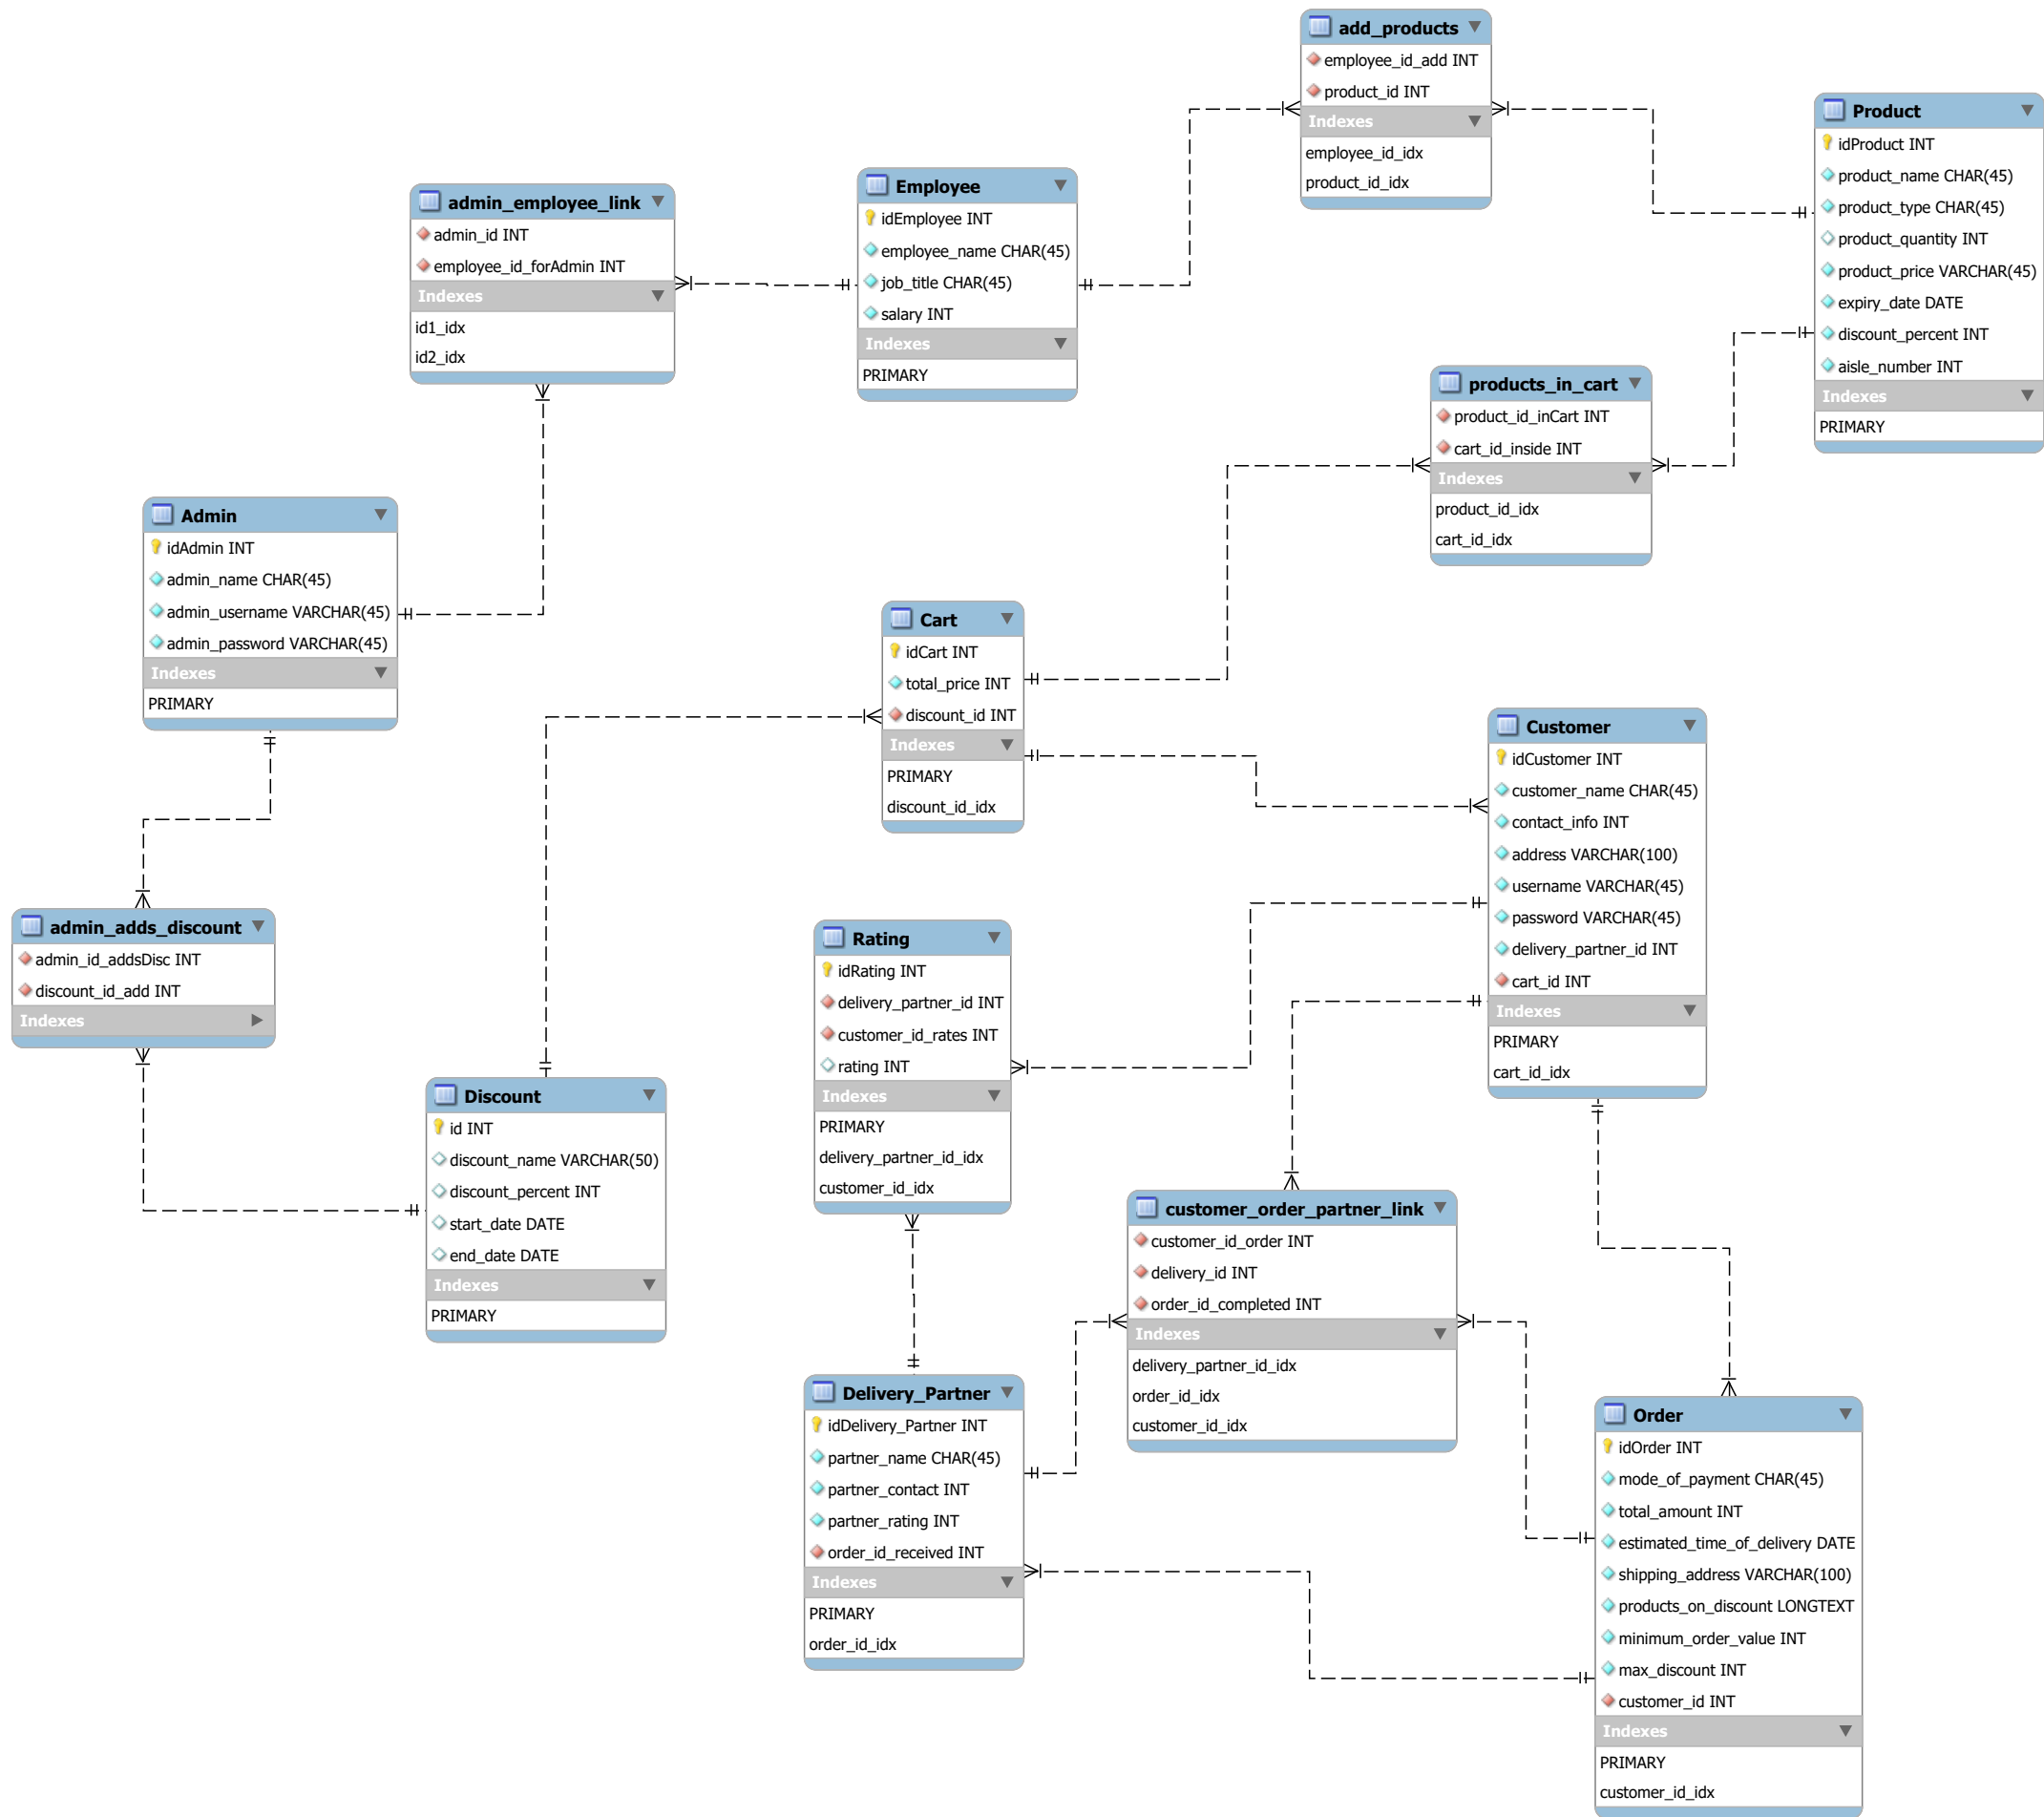 add_products
employee_id_add INT
product_id INT
Indexes
employee_id_idx
product_id_idx
Product
idProduct INT
product_name CHAR(45)
product_type CHAR(45)
product_quantity INT
product_price VARCHAR(45)
expiry_date DATE
discount_percent INT
aisle_number INT
Indexes
PRIMARY
Employee
idEmployee INT
employee_name CHAR(45)
job_title CHAR(45)
salary INT
Indexes
PRIMARY
admin_employee_link
admin_id INT
employee_id_forAdmin INT
Indexes
id1_idx
id2_idx
products_in_cart
product_id_inCart INT
cart_id_inside INT
Indexes
product_id_idx
cart_id_idx
Admin
idAdmin INT
admin_name CHAR(45)
admin_username VARCHAR(45)
admin_password VARCHAR(45)
Indexes
PRIMARY
Cart
idCart INT
total_price INT
discount_id INT
Indexes
PRIMARY
discount_id_idx
Customer
idCustomer INT
customer_name CHAR(45)
contact_info INT
address VARCHAR(100)
username VARCHAR(45)
password VARCHAR(45)
delivery_partner_id INT
cart_id INT
Indexes
PRIMARY
cart_id_idx
admin_adds_discount
admin_id_addsDisc INT
discount_id_add INT
Indexes
Rating
idRating INT
delivery_partner_id INT
customer_id_rates INT
rating INT
Indexes
PRIMARY
delivery_partner_id_idx
customer_id_idx
Discount
id INT
discount_name VARCHAR(50)
discount_percent INT
start_date DATE
end_date DATE
Indexes
PRIMARY
customer_order_partner_link
customer_id_order INT
delivery_id INT
order_id_completed INT
Indexes
delivery_partner_id_idx
order_id_idx
customer_id_idx
Delivery_Partner
idDelivery_Partner INT
partner_name CHAR(45)
partner_contact INT
partner_rating INT
order_id_received INT
Indexes
PRIMARY
order_id_idx
Order
idOrder INT
mode_of_payment CHAR(45)
total_amount INT
estimated_time_of_delivery DATE
shipping_address VARCHAR(100)
products_on_discount LONGTEXT
minimum_order_value INT
max_discount INT
customer_id INT
Indexes
PRIMARY
customer_id_idx